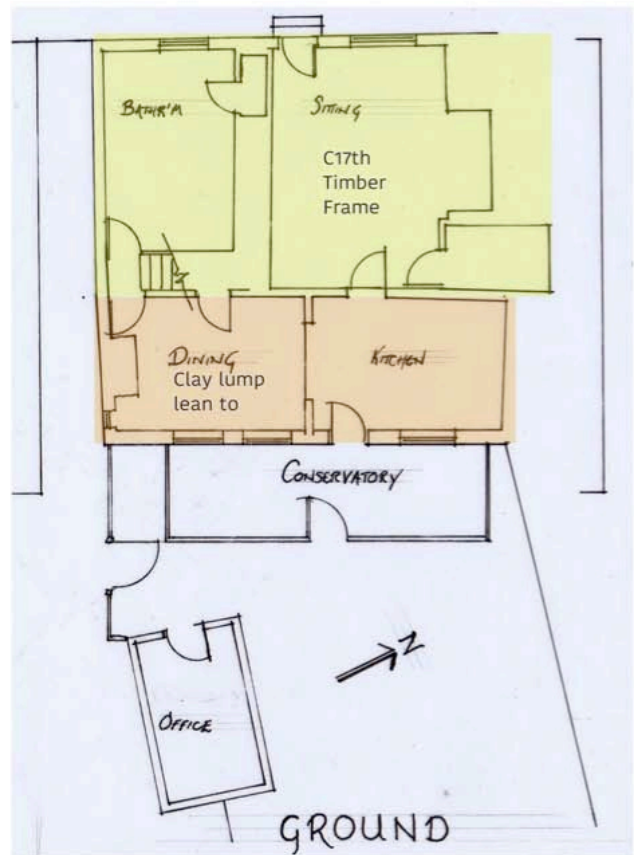 BATHR'M
SITTING
C17th
Timber
Frame
DINING
Clay lump
lean to
KITCHEN
CONSERVATORY
N
OFFICE
GROUND